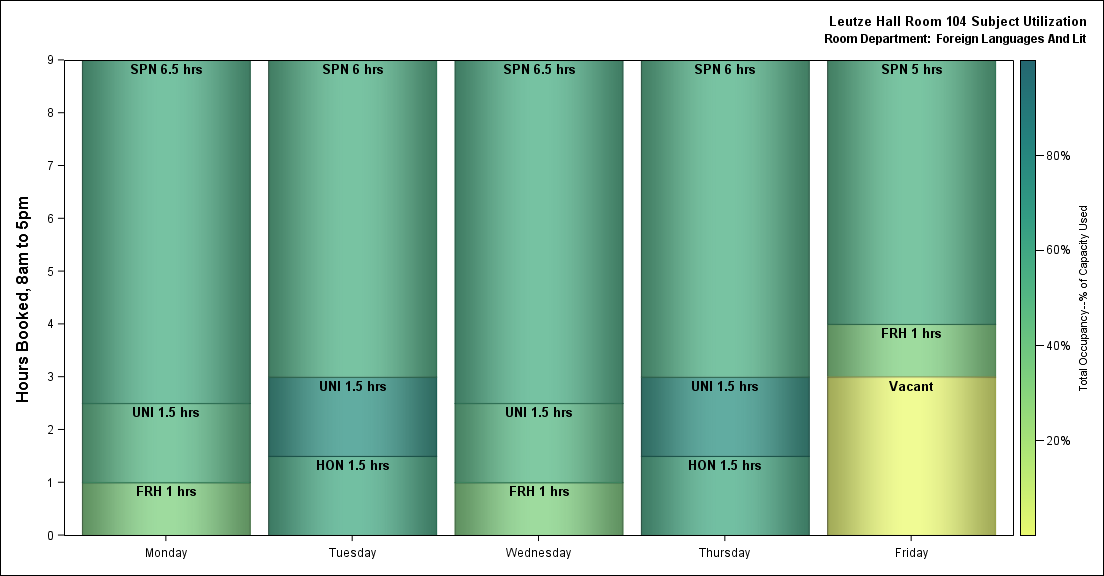 Leutze Hall Room 104 Subject Utilization
Room Department: Foreign Languages And Lit
Hours Booked, 8am to 5pm
9
8
7
6
5
4
3
2
1
0
SPN 6.5 hrs
UNI 1.5 hrs
FRH 1 hrs
SPN 6 hrs
UNI 1.5 hrs
HON 1.5 hrs
SPN 6.5 hrs
UNI 1.5 hrs
FRH 1 hrs
SPN 6 hrs
UNI 1.5 hrs
HON 1.5 hrs
SPN 5 hrs
FRH 1 hrs
Vacant
Monday
Tuesday
Wednesday
Thursday
Friday
80%
60%
40%
20%
Total Occupancy--% of Capacity Used